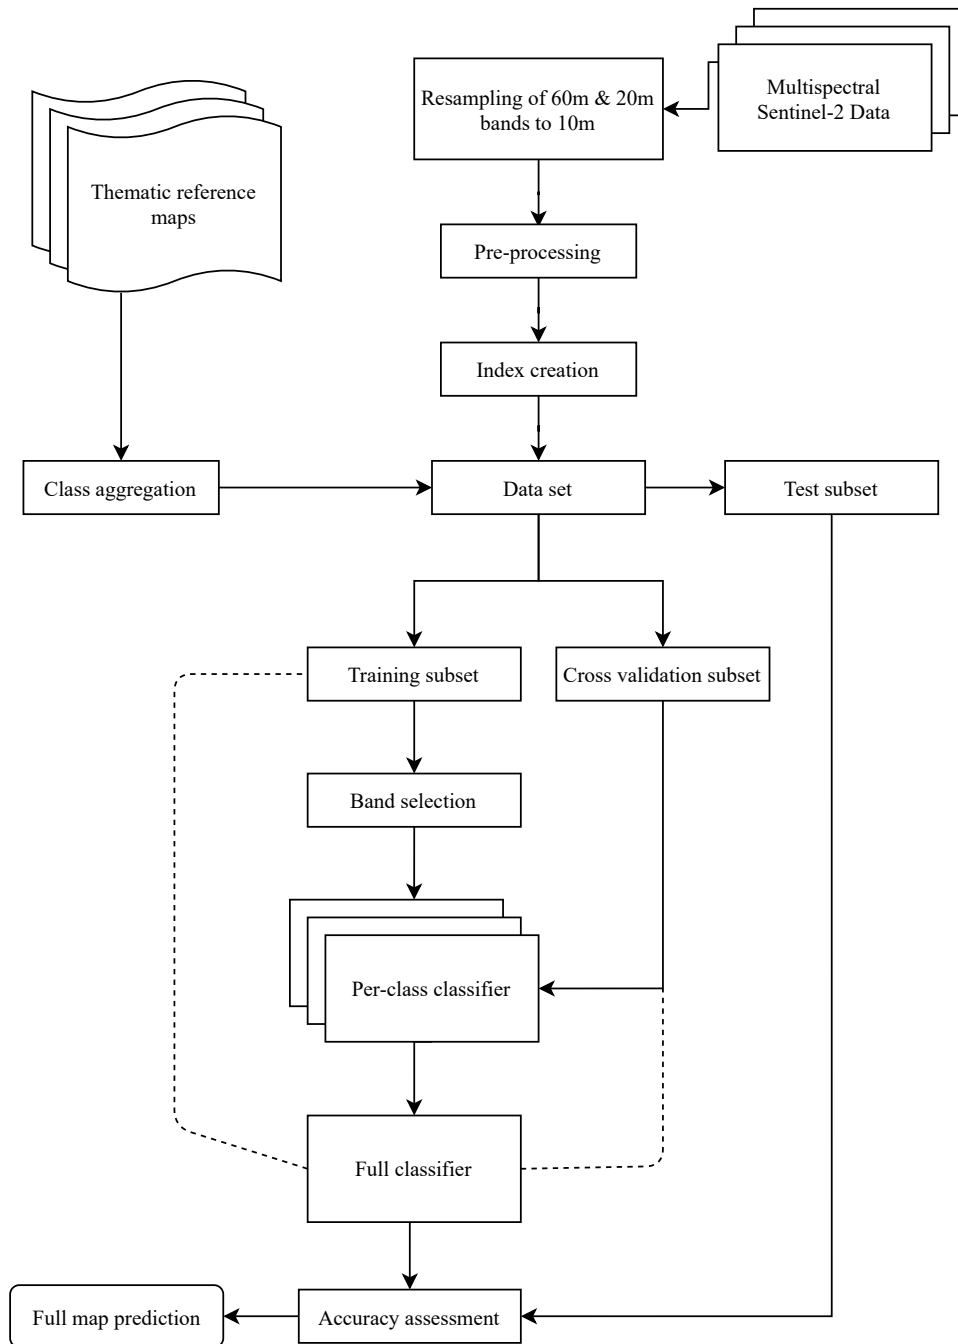 Multispectral
Sentinel-2 Data
Resampling of 60m & 20m
bands to 10m
Thematic reference
maps
Pre-processing
Index creation
Class aggregation
Data set
Test subset
Training subset
Cross validation subset
Band selection
Per-class classifier
Full classifier
Full map prediction
Accuracy assessment